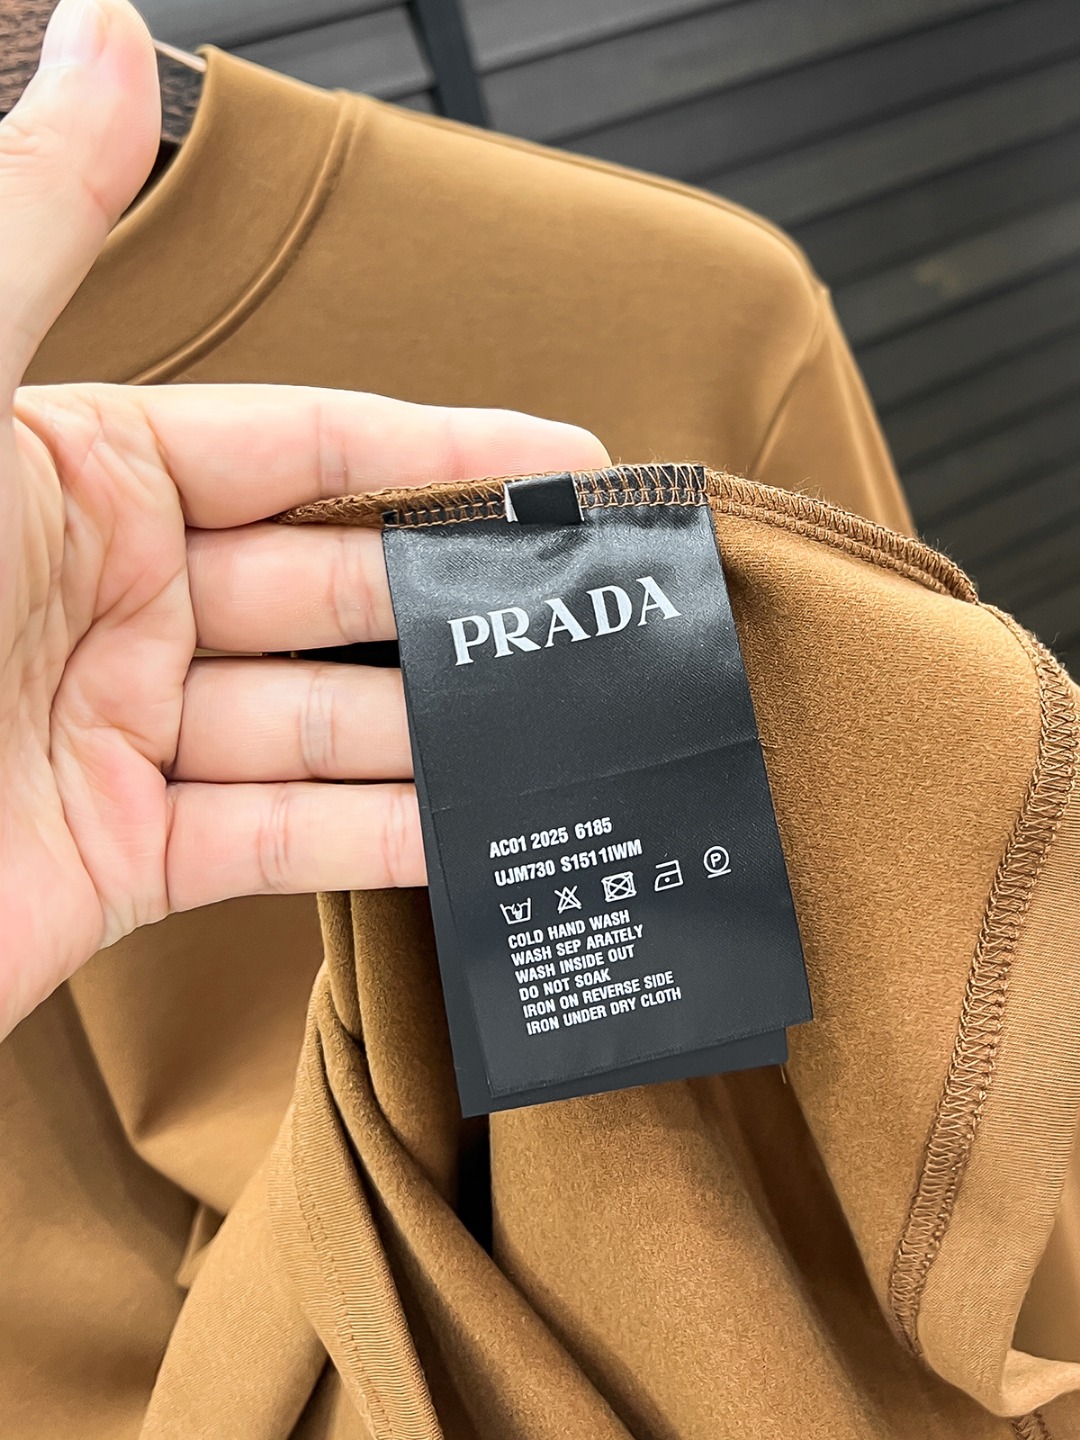 PRADA
AC01 2025 6185
UJM730 S1511IWM
P
COLD HAND WASH
WASH SEP ARATELY
WASH INSIDE OUT
DO NOT SOAK
IRON ON REVERSE SIDE
IRON UNDER DRY CLOTH